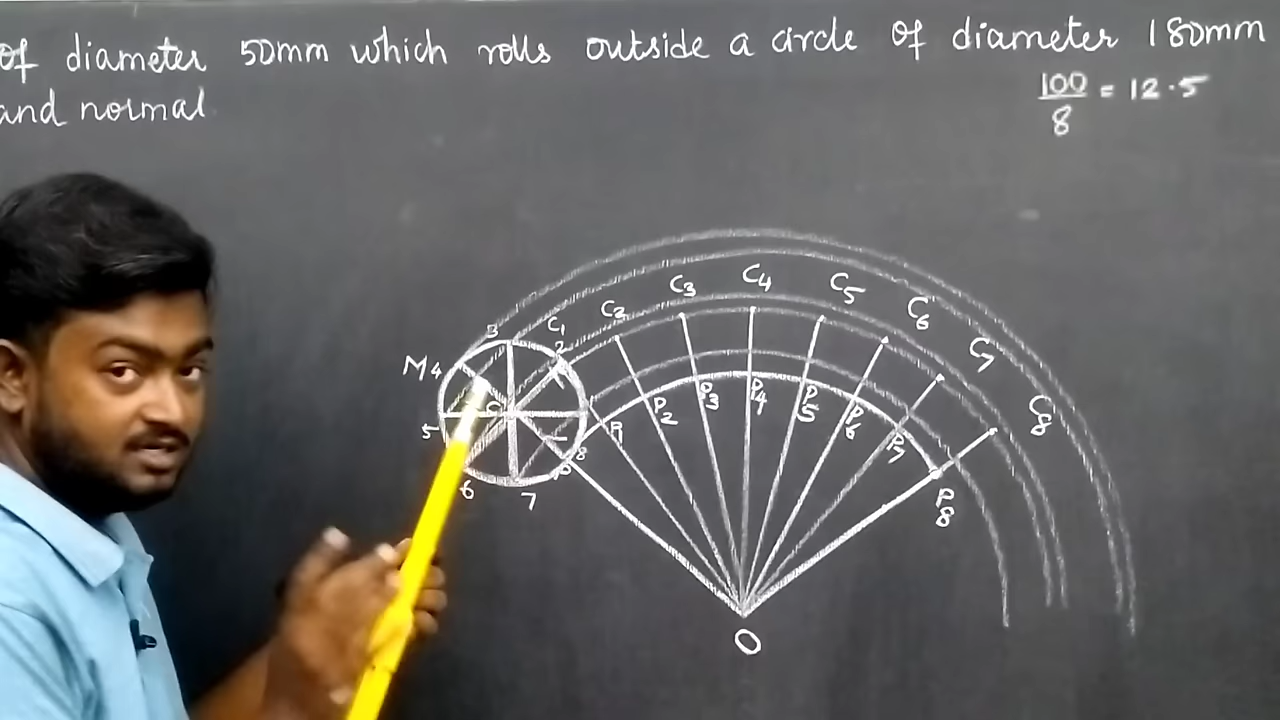 of diameter 50mm which rolls outside a circle of diameter 180mm
and normal
100/8 = 12.5
C1 C2 C3 C4 C5 C6 C7 C8
M 4 3 2
5 C
6 7 8 P
P1 P2 P3 P4 P5 P6 P7 P8
O